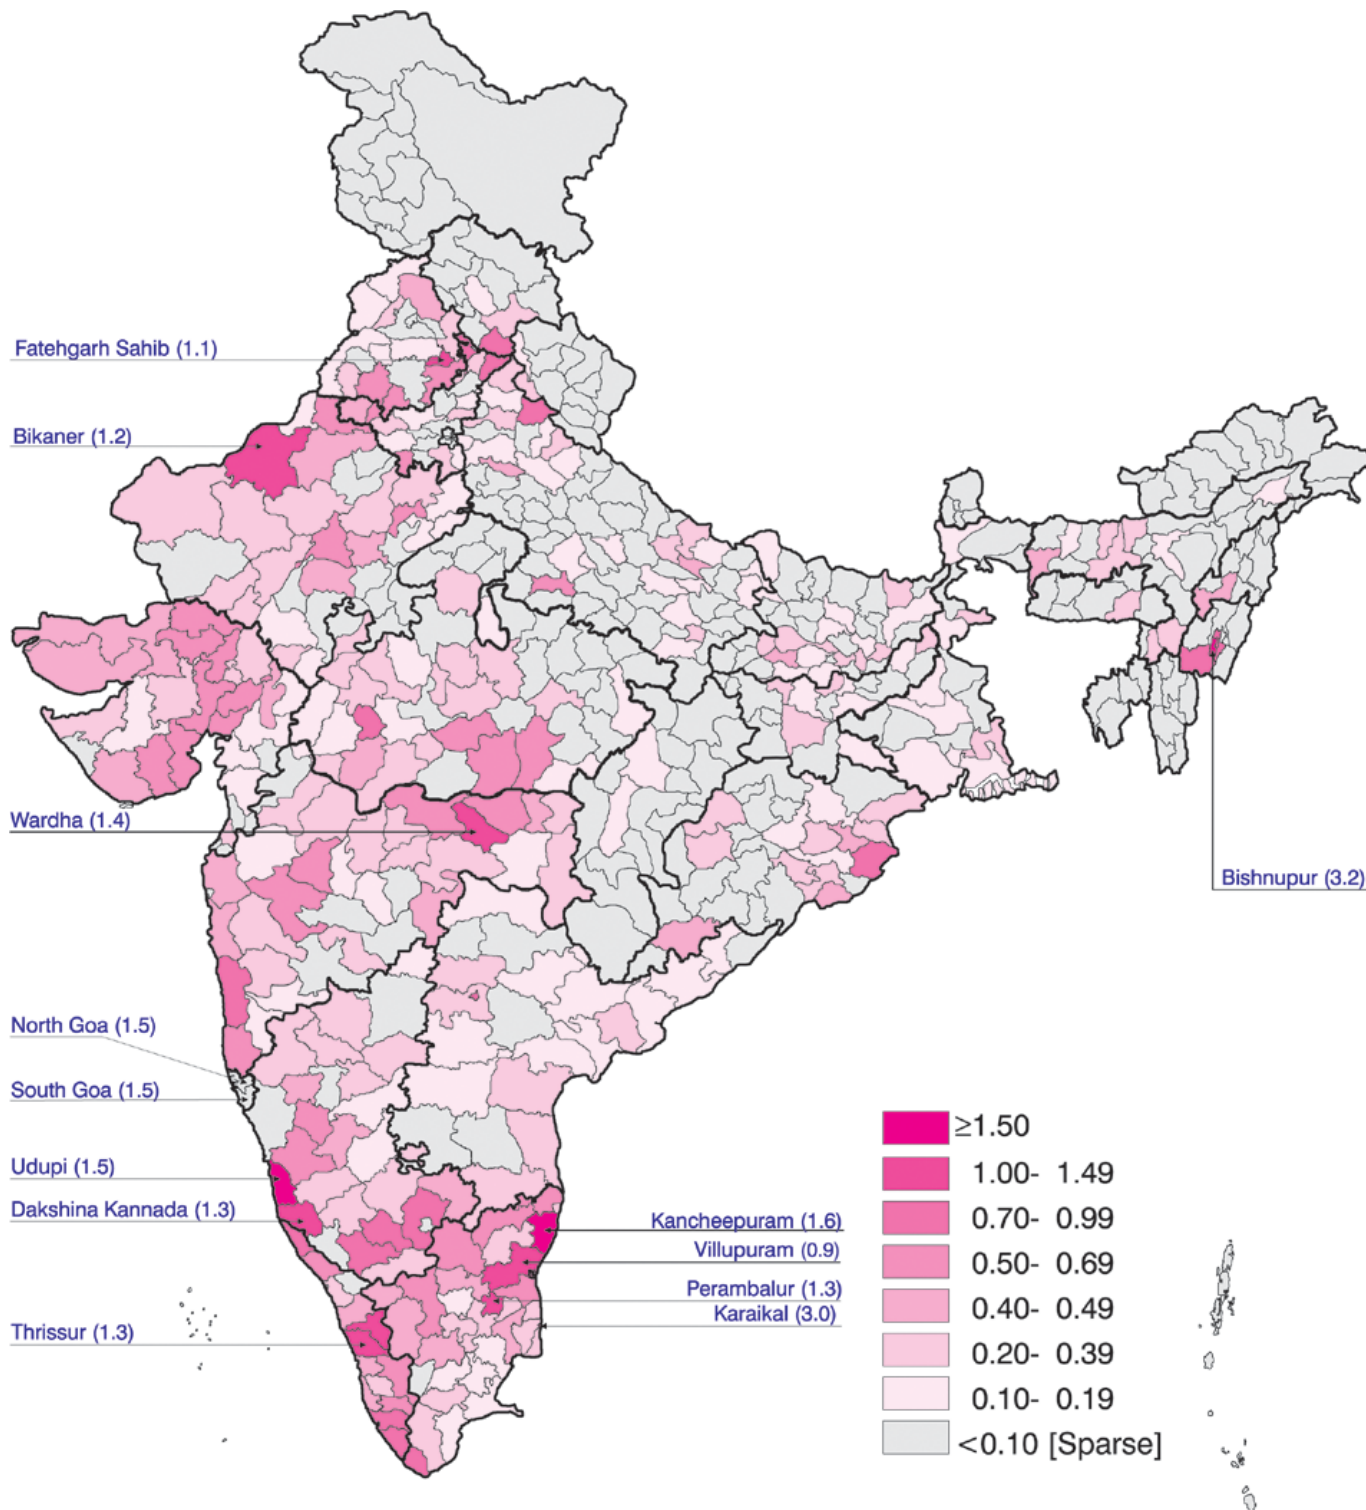 Fatehgarh Sahib (1.1)
Bikaner (1.2)
Wardha (1.4)
Bishnupur (3.2)
North Goa (1.5)
South Goa (1.5)
Udupi (1.5)
Dakshina Kannada (1.3)
Thrissur (1.3)
Kancheepuram (1.6)
Villupuram (0.9)
Perambalur (1.3)
Karaikal (3.0)
≥1.50
1.00- 1.49
0.70- 0.99
0.50- 0.69
0.40- 0.49
0.20- 0.39
0.10- 0.19
<0.10 [Sparse]